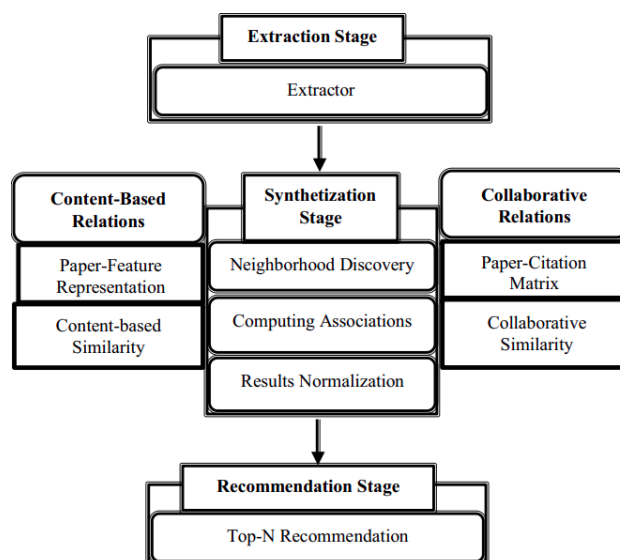 Extraction Stage
Extractor
Content-Based
Relations
Paper-Feature
Representation
Content-based
Similarity
Synthetization
Stage
Neighborhood Discovery
Computing Associations
Results Normalization
Collaborative
Relations
Paper-Citation
Matrix
Collaborative
Similarity
Recommendation Stage
Top-N Recommendation